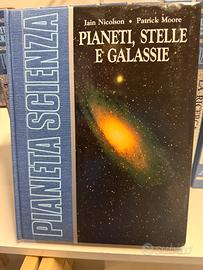 Iain Nicolson • Patrick Moore
PIANETI, STELLE
E GALASSIE
PIANETA SCIENZA